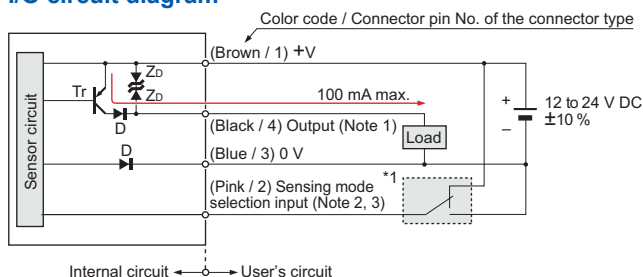 Color code / Connector pin No. of the connector type
(Brown / 1) +V
ZD
Tr
ZD
100 mA max.
D
(Black / 4) Output (Note 1)
Load
+
–
12 to 24 V DC
±10 %
Sensor circuit
D
(Blue / 3) 0 V
(Pink / 2) Sensing mode
selection input (Note 2, 3)
*1
Internal circuit
User's circuit